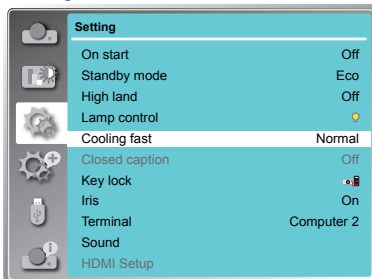 Setting
On start Off
Standby mode Eco
High land Off
Lamp control
Cooling fast Normal
Closed caption Off
Key lock
Iris On
Terminal Computer 2
Sound
HDMI Setup